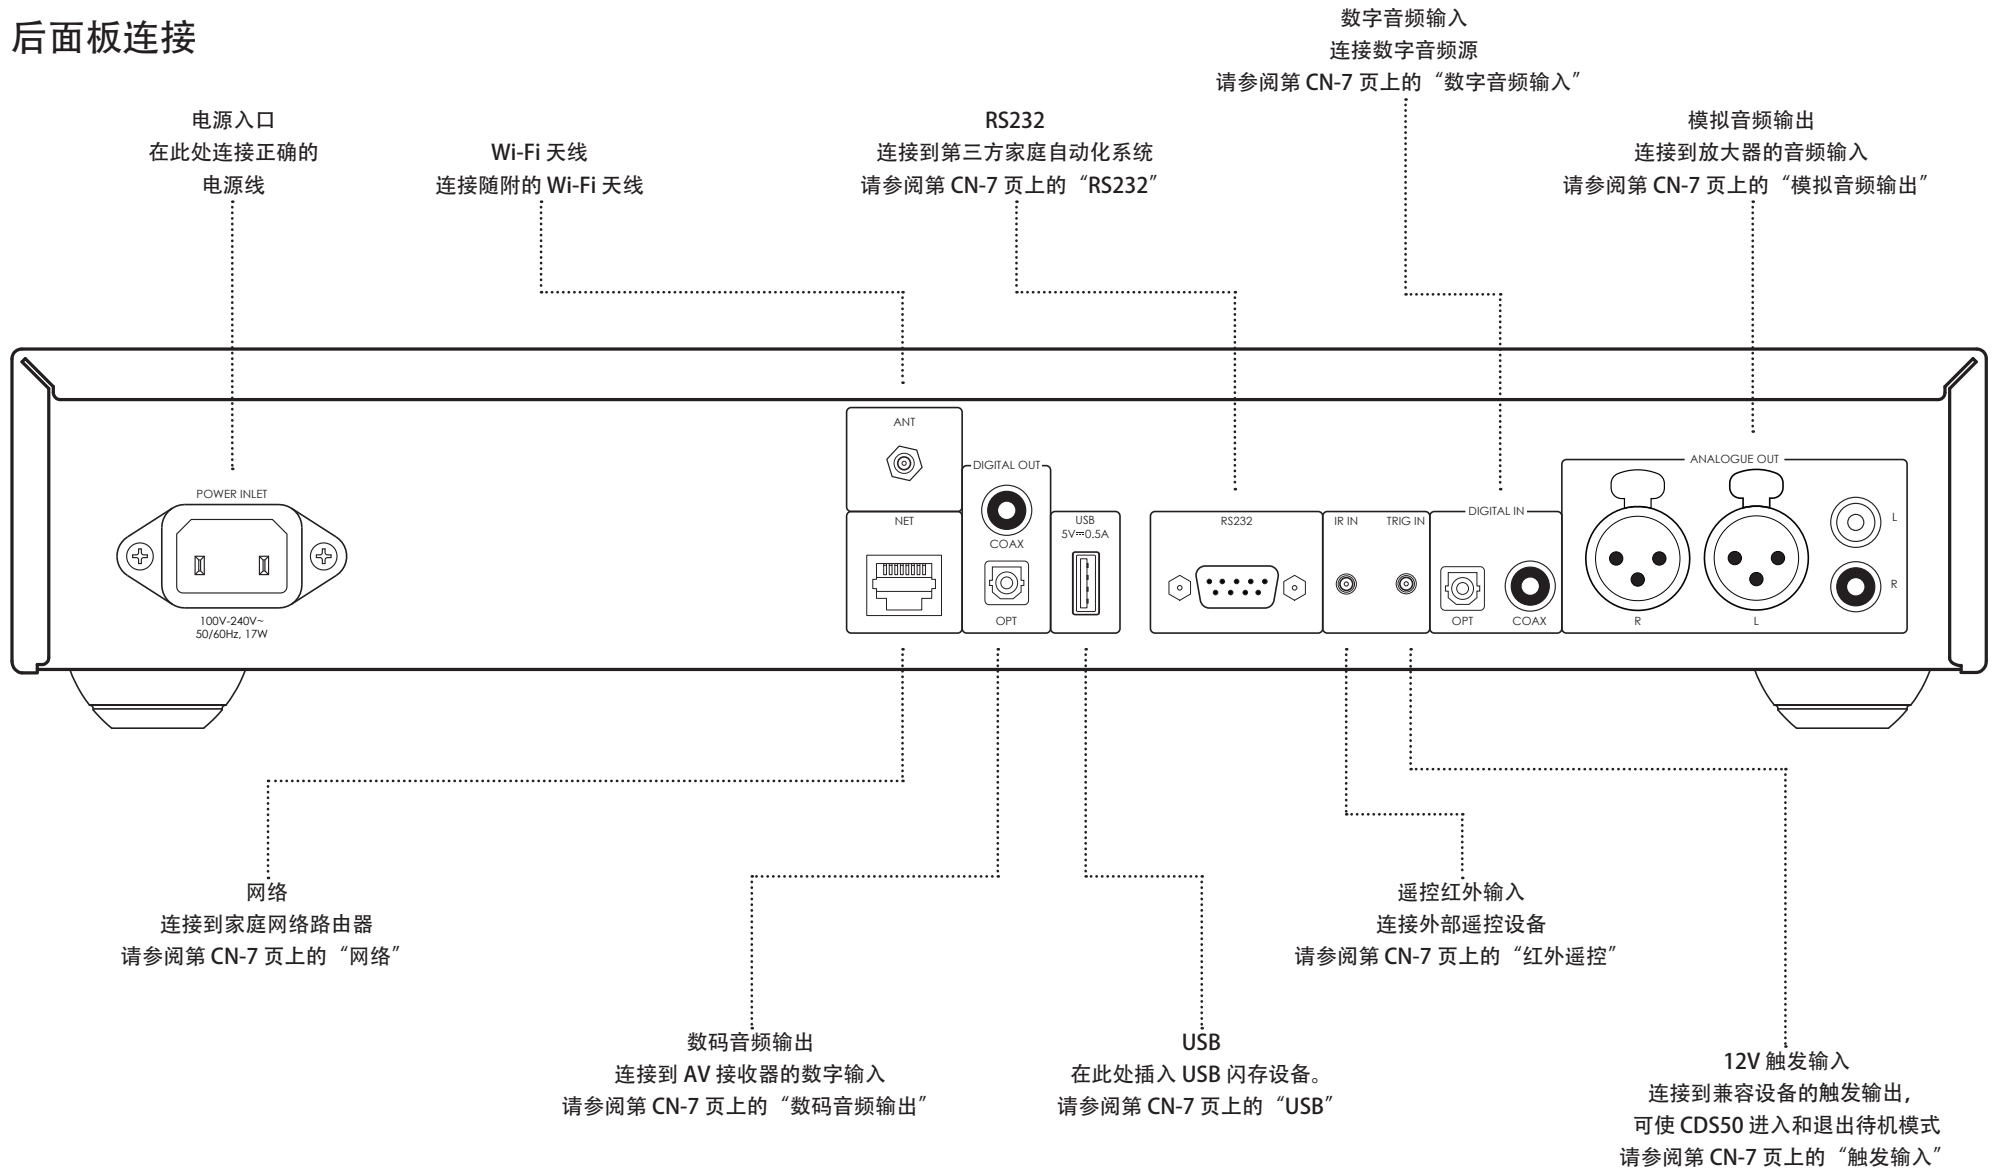 后面板连接
数字音频输入
连接数字音频源
请参阅第 CN-7 页上的“数字音频输入”
电源入口
在此处连接正确的
电源线
Wi-Fi 天线
连接随附的 Wi-Fi 天线
RS232
连接到第三方家庭自动化系统
请参阅第 CN-7 页上的“RS232”
模拟音频输出
连接到放大器的音频输入
请参阅第 CN-7 页上的“模拟音频输出”
POWER INLET
100V-240V~
50/60Hz, 17W
ANT
NET
DIGITAL OUT
COAX
OPT
USB
5V⎓0.5A
RS232
IR IN
TRIG IN
DIGITAL IN
OPT
COAX
ANALOGUE OUT
R
L
L
R
网络
连接到家庭网络路由器
请参阅第 CN-7 页上的“网络”
数码音频输出
连接到 AV 接收器的数字输入
请参阅第 CN-7 页上的“数码音频输出”
USB
在此处插入 USB 闪存设备。
请参阅第 CN-7 页上的“USB”
遥控红外输入
连接外部遥控设备
请参阅第 CN-7 页上的“红外遥控”
12V 触发输入
连接到兼容设备的触发输出，
可使 CDS50 进入和退出待机模式
请参阅第 CN-7 页上的“触发输入”